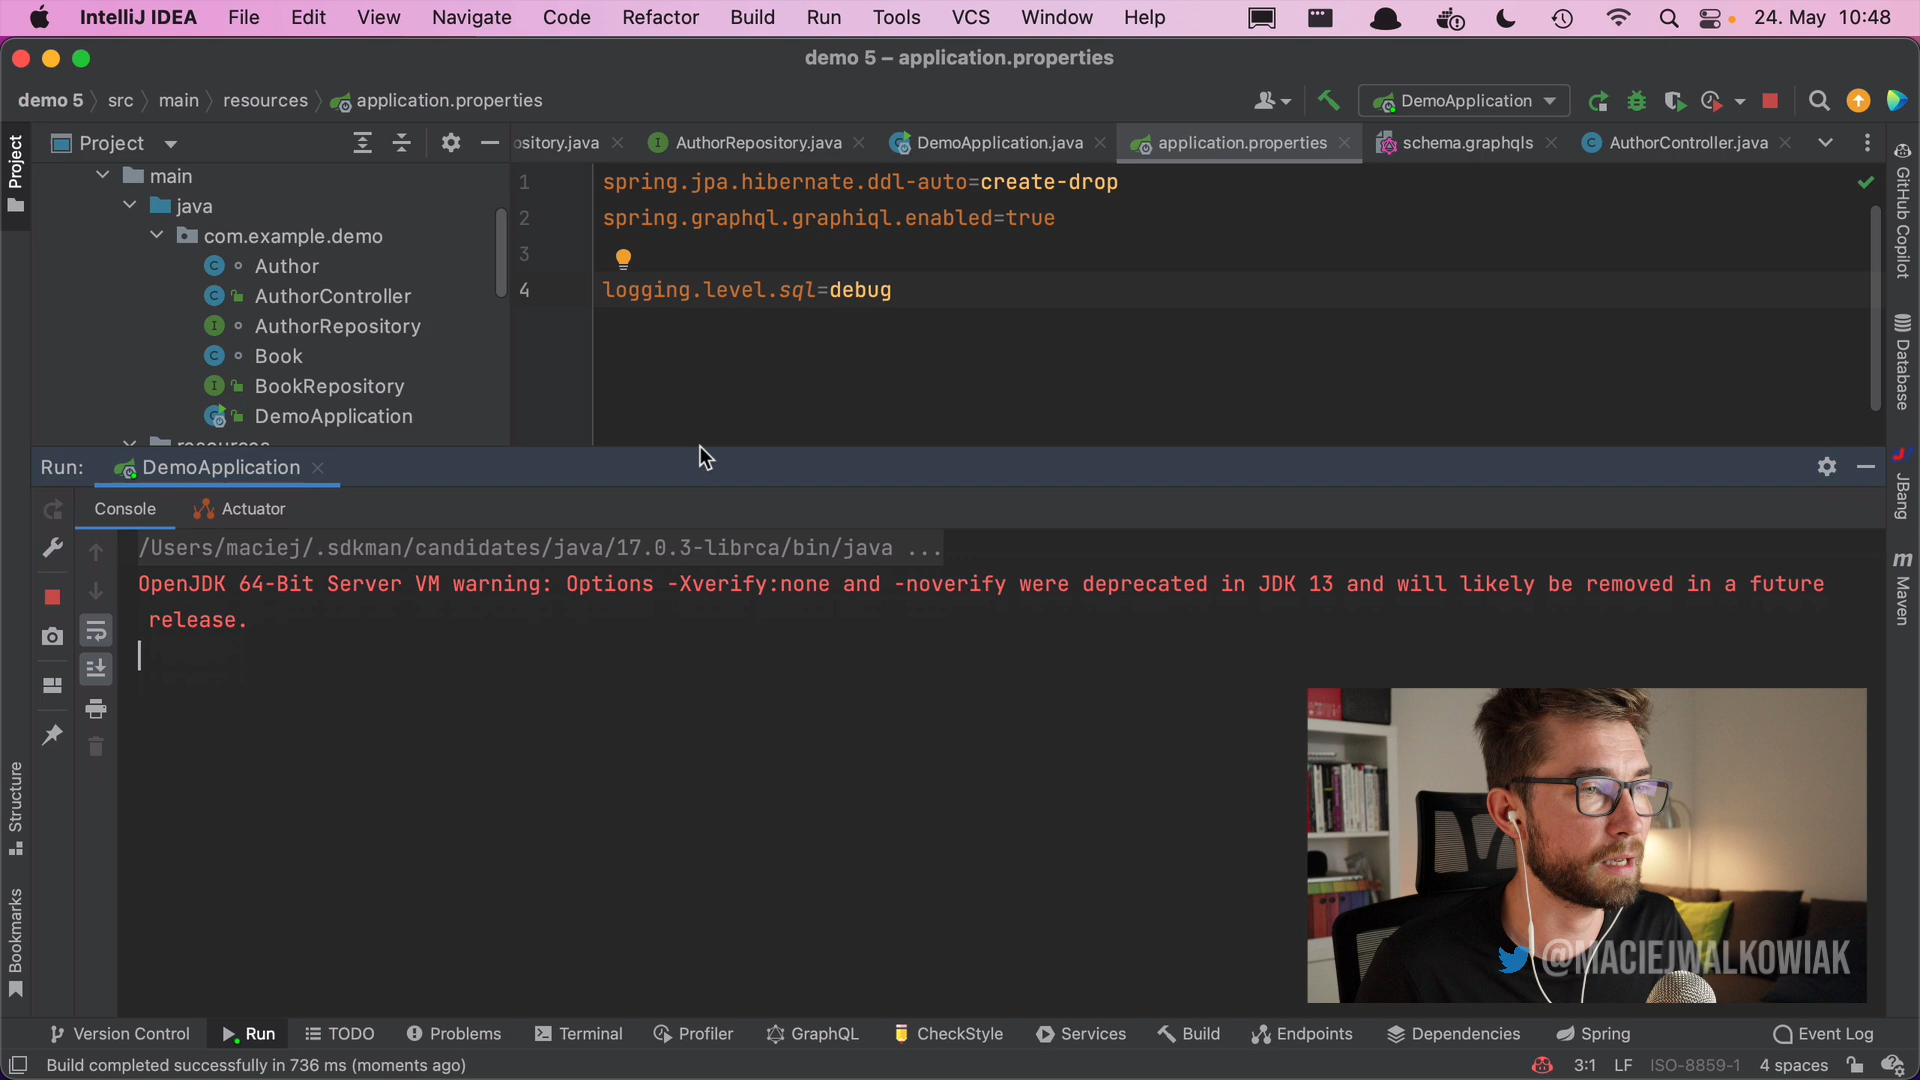 IntelliJ IDEA File Edit View Navigate Code Refactor Build Run Tools VCS Window Help 24. May 10:48
demo 5 – application.properties
demo 5 src main resources application.properties DemoApplication
Project
Project
ository.java AuthorRepository.java DemoApplication.java application.properties schema.graphqls AuthorController.java
main
java
com.example.demo
Author
AuthorController
AuthorRepository
Book
BookRepository
DemoApplication
resources
1 spring.jpa.hibernate.ddl-auto=create-drop
2 spring.graphql.graphiql.enabled=true
3
4 logging.level.sql=debug
GitHub Copilot
Database
JBang
Maven
Run: DemoApplication
Console Actuator
/Users/maciej/.sdkman/candidates/java/17.0.3-librca/bin/java ...
OpenJDK 64-Bit Server VM warning: Options -Xverify:none and -noverify were deprecated in JDK 13 and will likely be removed in a future
release.
Structure
Bookmarks
@MACIEJWALKOWIAK
Version Control Run TODO Problems Terminal Profiler GraphQL CheckStyle Services Build Endpoints Dependencies Spring Event Log
Build completed successfully in 736 ms (moments ago) 3:1 LF ISO-8859-1 4 spaces